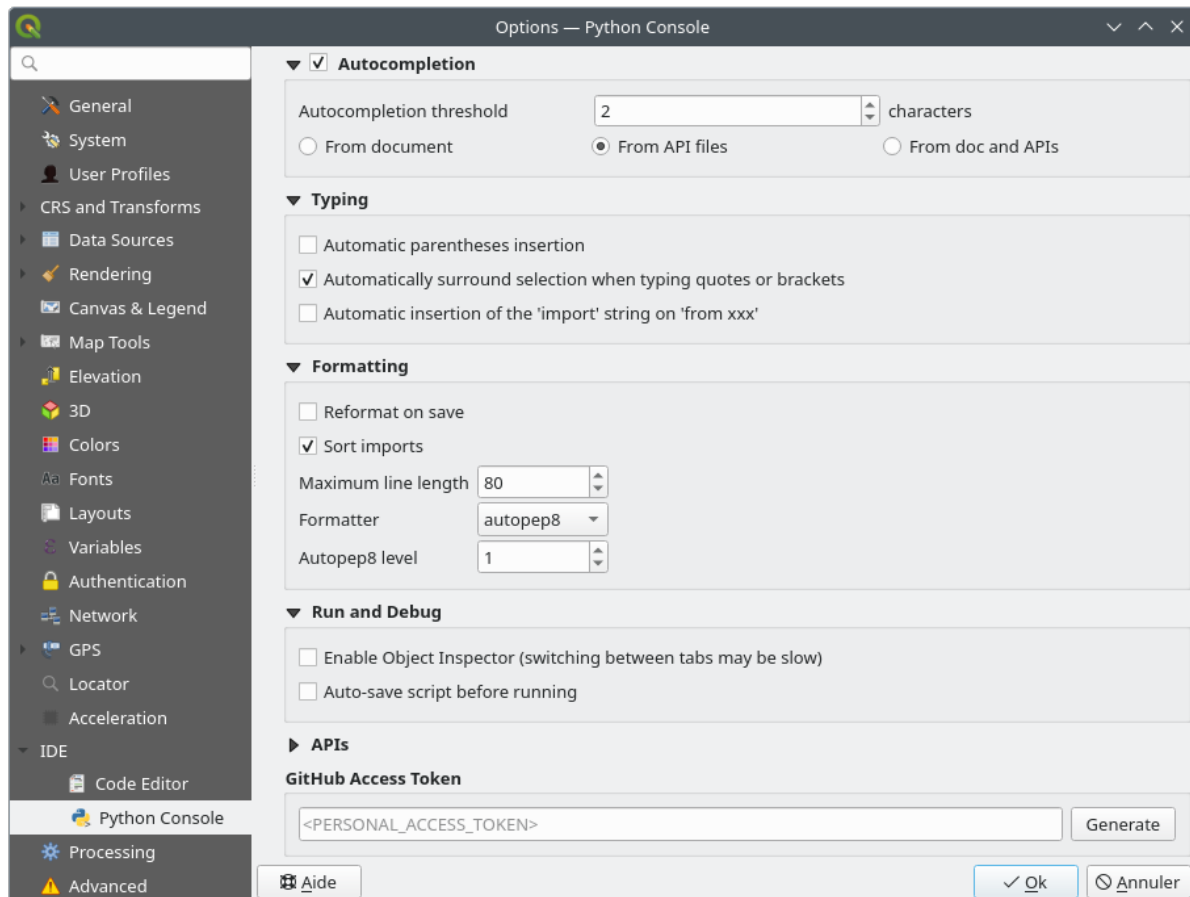 Options — Python Console
General
System
User Profiles
CRS and Transforms
Data Sources
Rendering
Canvas & Legend
Map Tools
Elevation
3D
Colors
Fonts
Layouts
Variables
Authentication
Network
GPS
Locator
Acceleration
IDE
Code Editor
Python Console
Processing
Advanced
Autocompletion
Autocompletion threshold 2 characters
From document From API files From doc and APIs
Typing
Automatic parentheses insertion
Automatically surround selection when typing quotes or brackets
Automatic insertion of the 'import' string on 'from xxx'
Formatting
Reformat on save
Sort imports
Maximum line length 80
Formatter autopep8
Autopep8 level 1
Run and Debug
Enable Object Inspector (switching between tabs may be slow)
Auto-save script before running
APIs
GitHub Access Token
<PERSONAL_ACCESS_TOKEN> Generate
Aide Ok Annuler